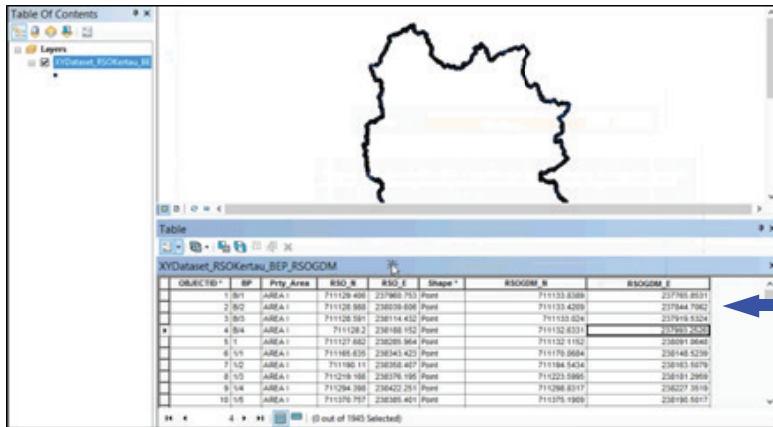 Table Of Contents
Layers
XYDataset_RSOKertau_BE
Table
XYDataset_RSOKertau_BEP_RSOGDM
OBJECTID * BP Prty_Area RSO_N RSO_E Shape * RSOGDM_N RSOGDM_E
1 B/1 AREA I 711129.406 237960.753 Point 711133.8389 237765.8531
2 B/2 AREA I 711128.988 238039.606 Point 711133.4209 237844.7062
3 B/3 AREA I 711128.591 238114.432 Point 711133.024 237919.5324
4 B/4 AREA I 711128.2 238188.152 Point 711132.6331 237993.2526
5 1 AREA I 711127.682 238285.964 Point 711132.1152 238091.0648
6 1/1 AREA I 711165.635 238343.423 Point 711170.0684 238148.5239
7 1/2 AREA I 711190.11 238358.407 Point 711194.5434 238163.5079
8 1/3 AREA I 711219.166 238376.195 Point 711223.5995 238181.2959
9 1/4 AREA I 711294.398 238422.251 Point 711298.8317 238227.3519
10 1/5 AREA I 711370.757 238385.401 Point 711375.1909 238190.5017
4 (0 out of 1945 Selected)